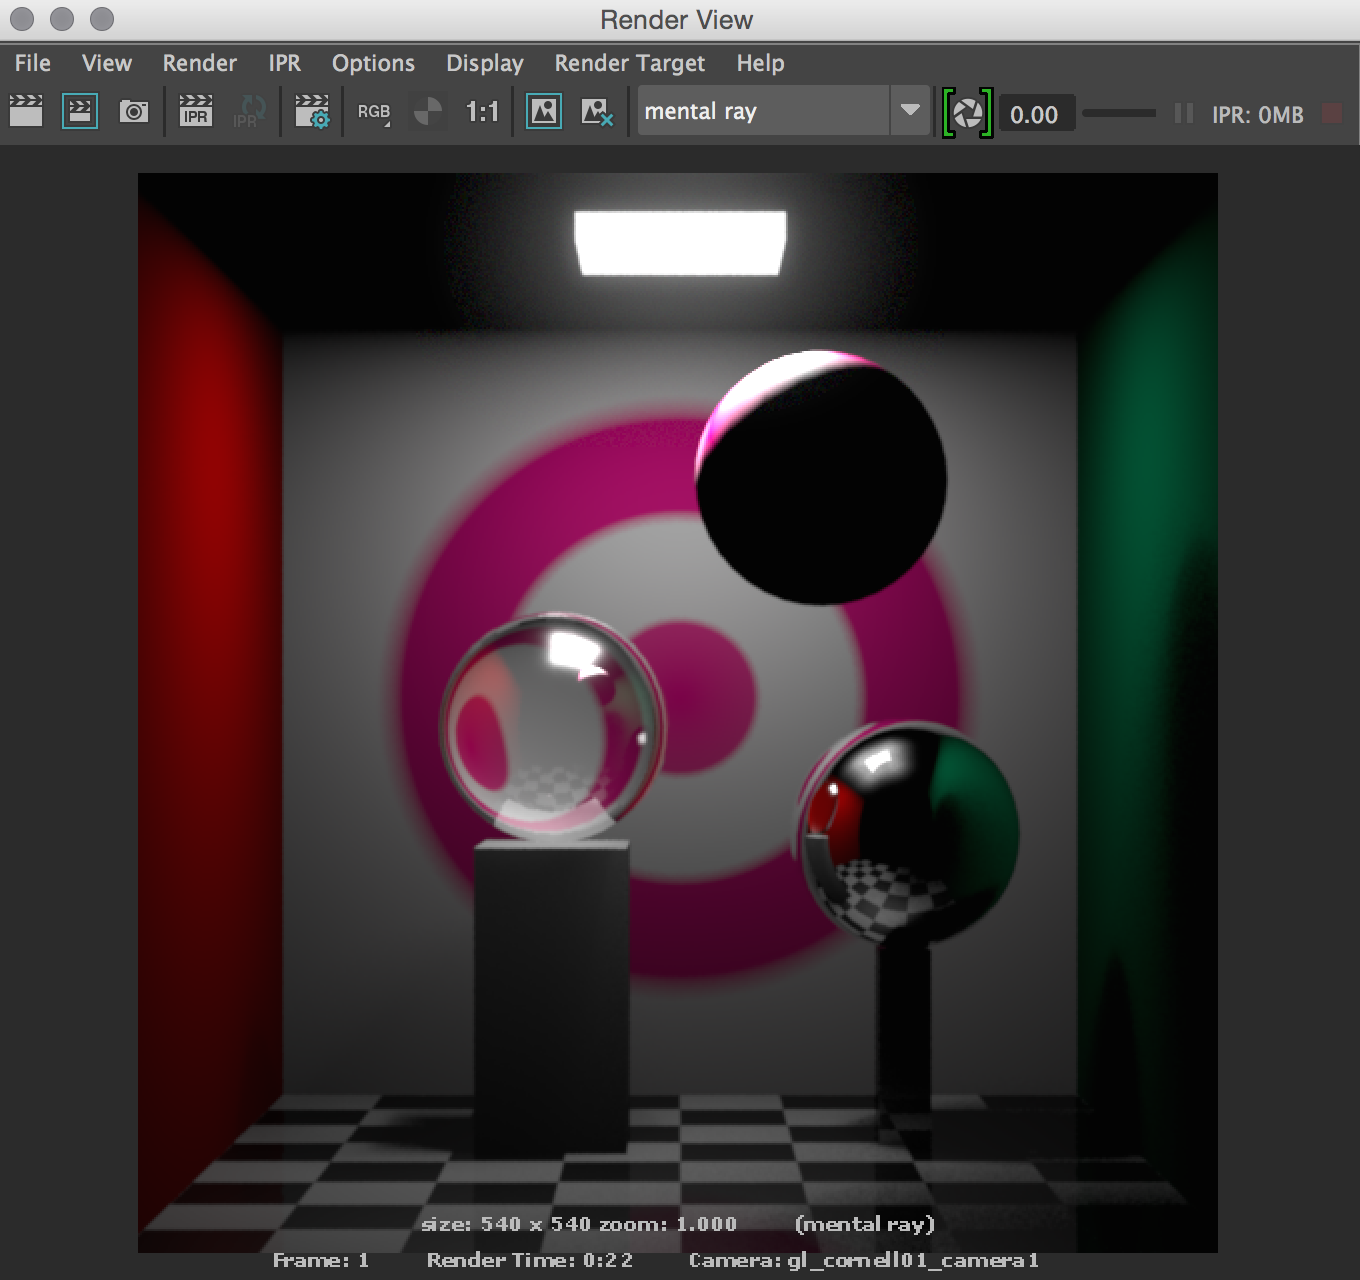 Render View
File View Render IPR Options Display Render Target Help
IPR IPR RGB 1:1 mental ray 0.00 IPR: 0MB
size: 540 x 540 zoom: 1.000 (mental ray)
Frame: 1 Render Time: 0:22 Camera: gl_cornell01_camera1